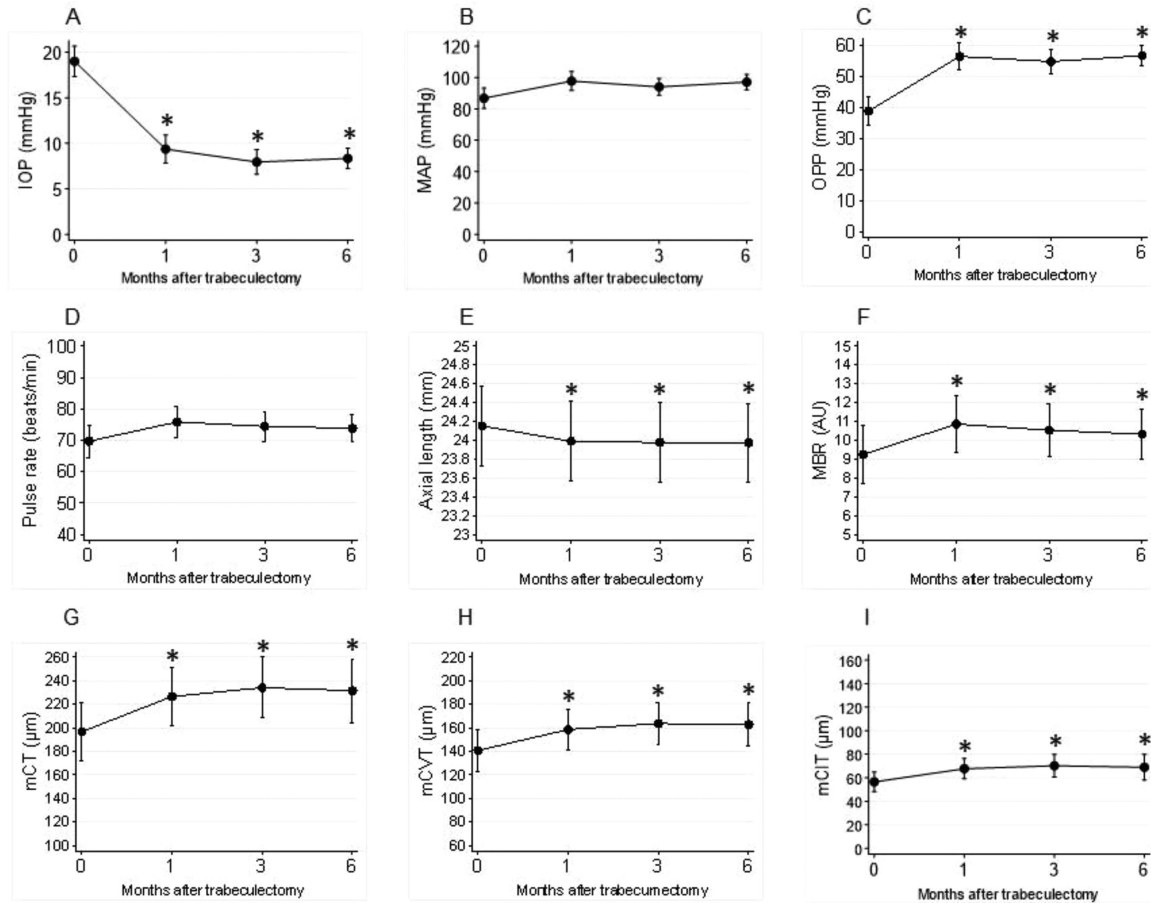 A
IOP (mmHg)
20
15
10
5
0
*
*
*
0 1 3 6
Months after trabeculectomy
B
MAP (mmHg)
120
100
80
60
40
20
0
0 1 3 6
Months after trabeculectomy
C
OPP (mmHg)
60
50
40
30
20
10
0
*
*
*
0 1 3 6
Months after trabeculectomy
D
Pulse rate (beats/min)
100
90
80
70
60
50
40
0 1 3 6
Months after trabeculectomy
E
Axial length (mm)
25
24.8
24.6
24.4
24.2
24
23.8
23.6
23.4
23.2
23
*
*
*
0 1 3 6
Months after trabeculectomy
F
MBR (AU)
15
14
13
12
11
10
9
8
7
6
5
*
*
*
0 1 3 6
Months after trabeculectomy
G
mCT (μm)
260
240
220
200
180
160
140
120
100
*
*
*
0 1 3 6
Months after trabeculectomy
H
mCVT (μm)
220
200
180
160
140
120
100
80
60
*
*
*
0 1 3 6
Months after trabecumectomy
I
mCIT (μm)
160
140
120
100
80
60
40
20
0
*
*
*
0 1 3 6
Months after trabeculectomy